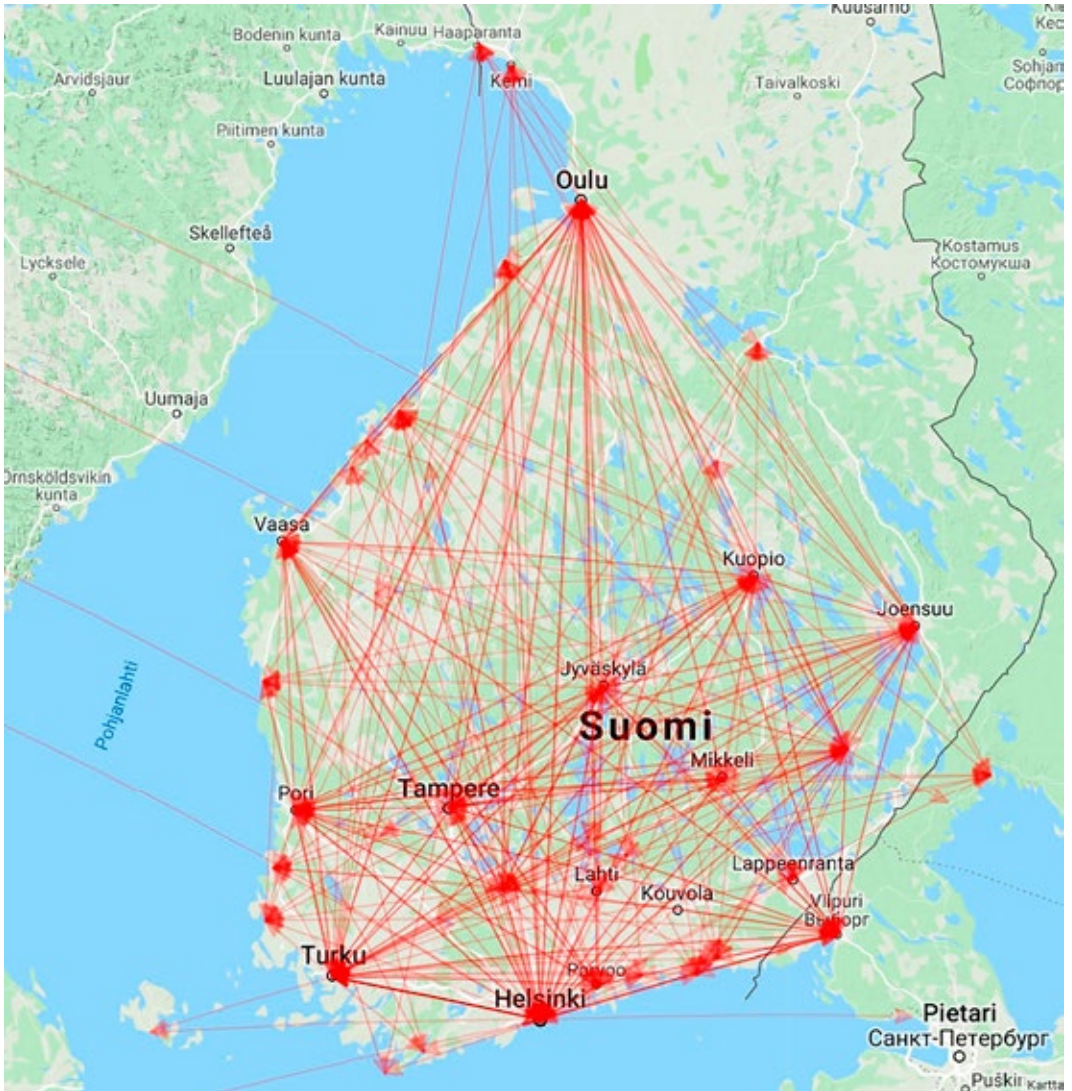 Kuusamo
Bodenin kunta
Kainuu
Haaparanta
Arvidsjaur
Luulajan kunta
Kemi
Taivalkoski
Piitimen kunta
Oulu
Skellefteå
Lycksele
Kostamus
Костомукша
Uumaja
Örnsköldsvikin
kunta
Vaasa
Kuopio
Joensuu
Jyväskylä
Pohjanlahti
Suomi
Mikkeli
Pori
Tampere
Lappeenranta
Lahti
Kouvola
Viipuri
Выборг
Turku
Porvoo
Helsinki
Pietari
Санкт-Петербург
Puškin
Kartta